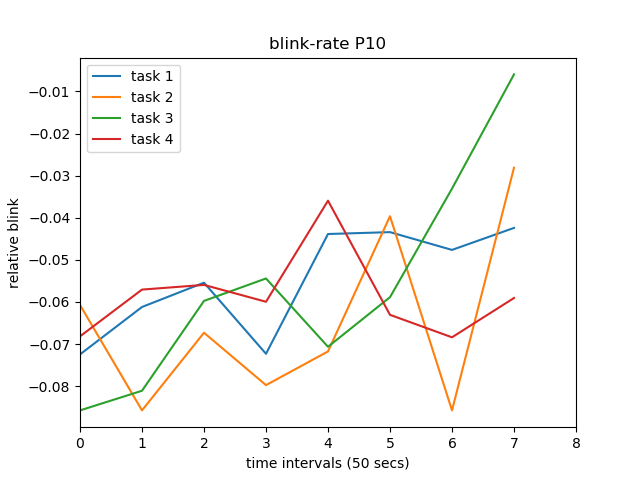 blink-rate P10
task 1
task 2
task 3
task 4
relative blink
−0.01
−0.02
−0.03
−0.04
−0.05
−0.06
−0.07
−0.08
0 1 2 3 4 5 6 7 8
time intervals (50 secs)